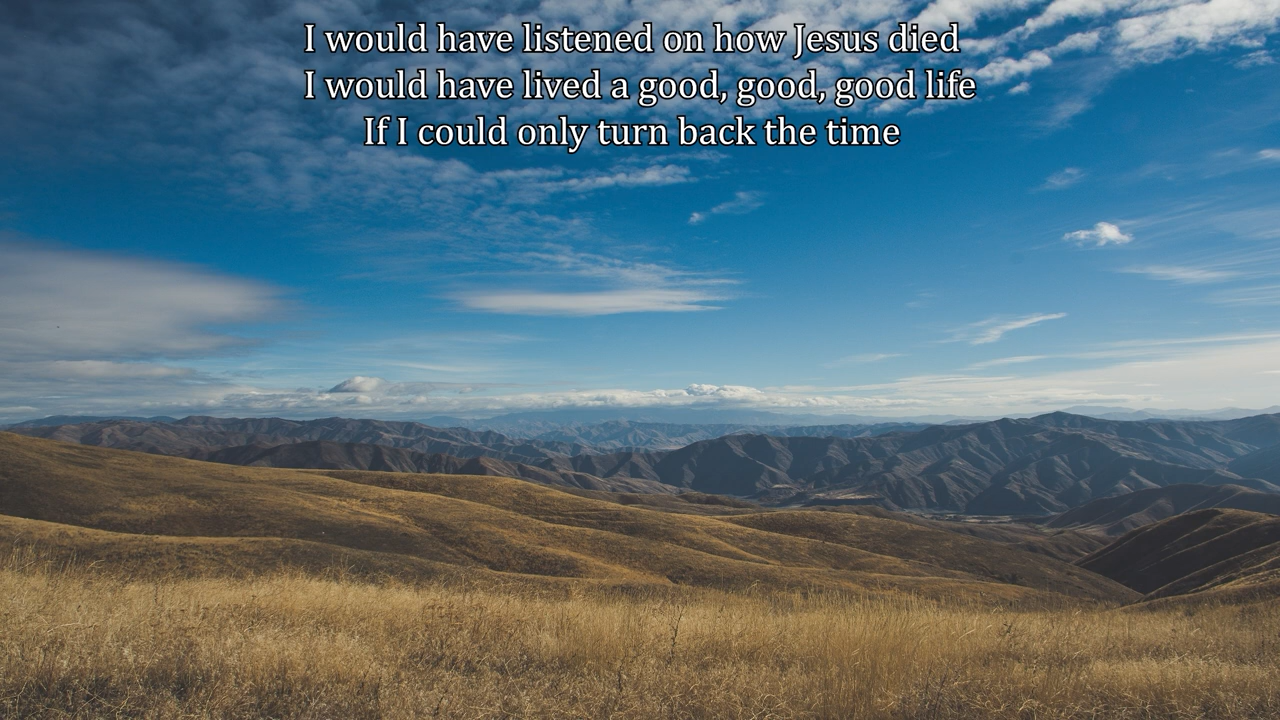 I would have listened on how Jesus died
I would have lived a good, good, good life
If I could only turn back the time